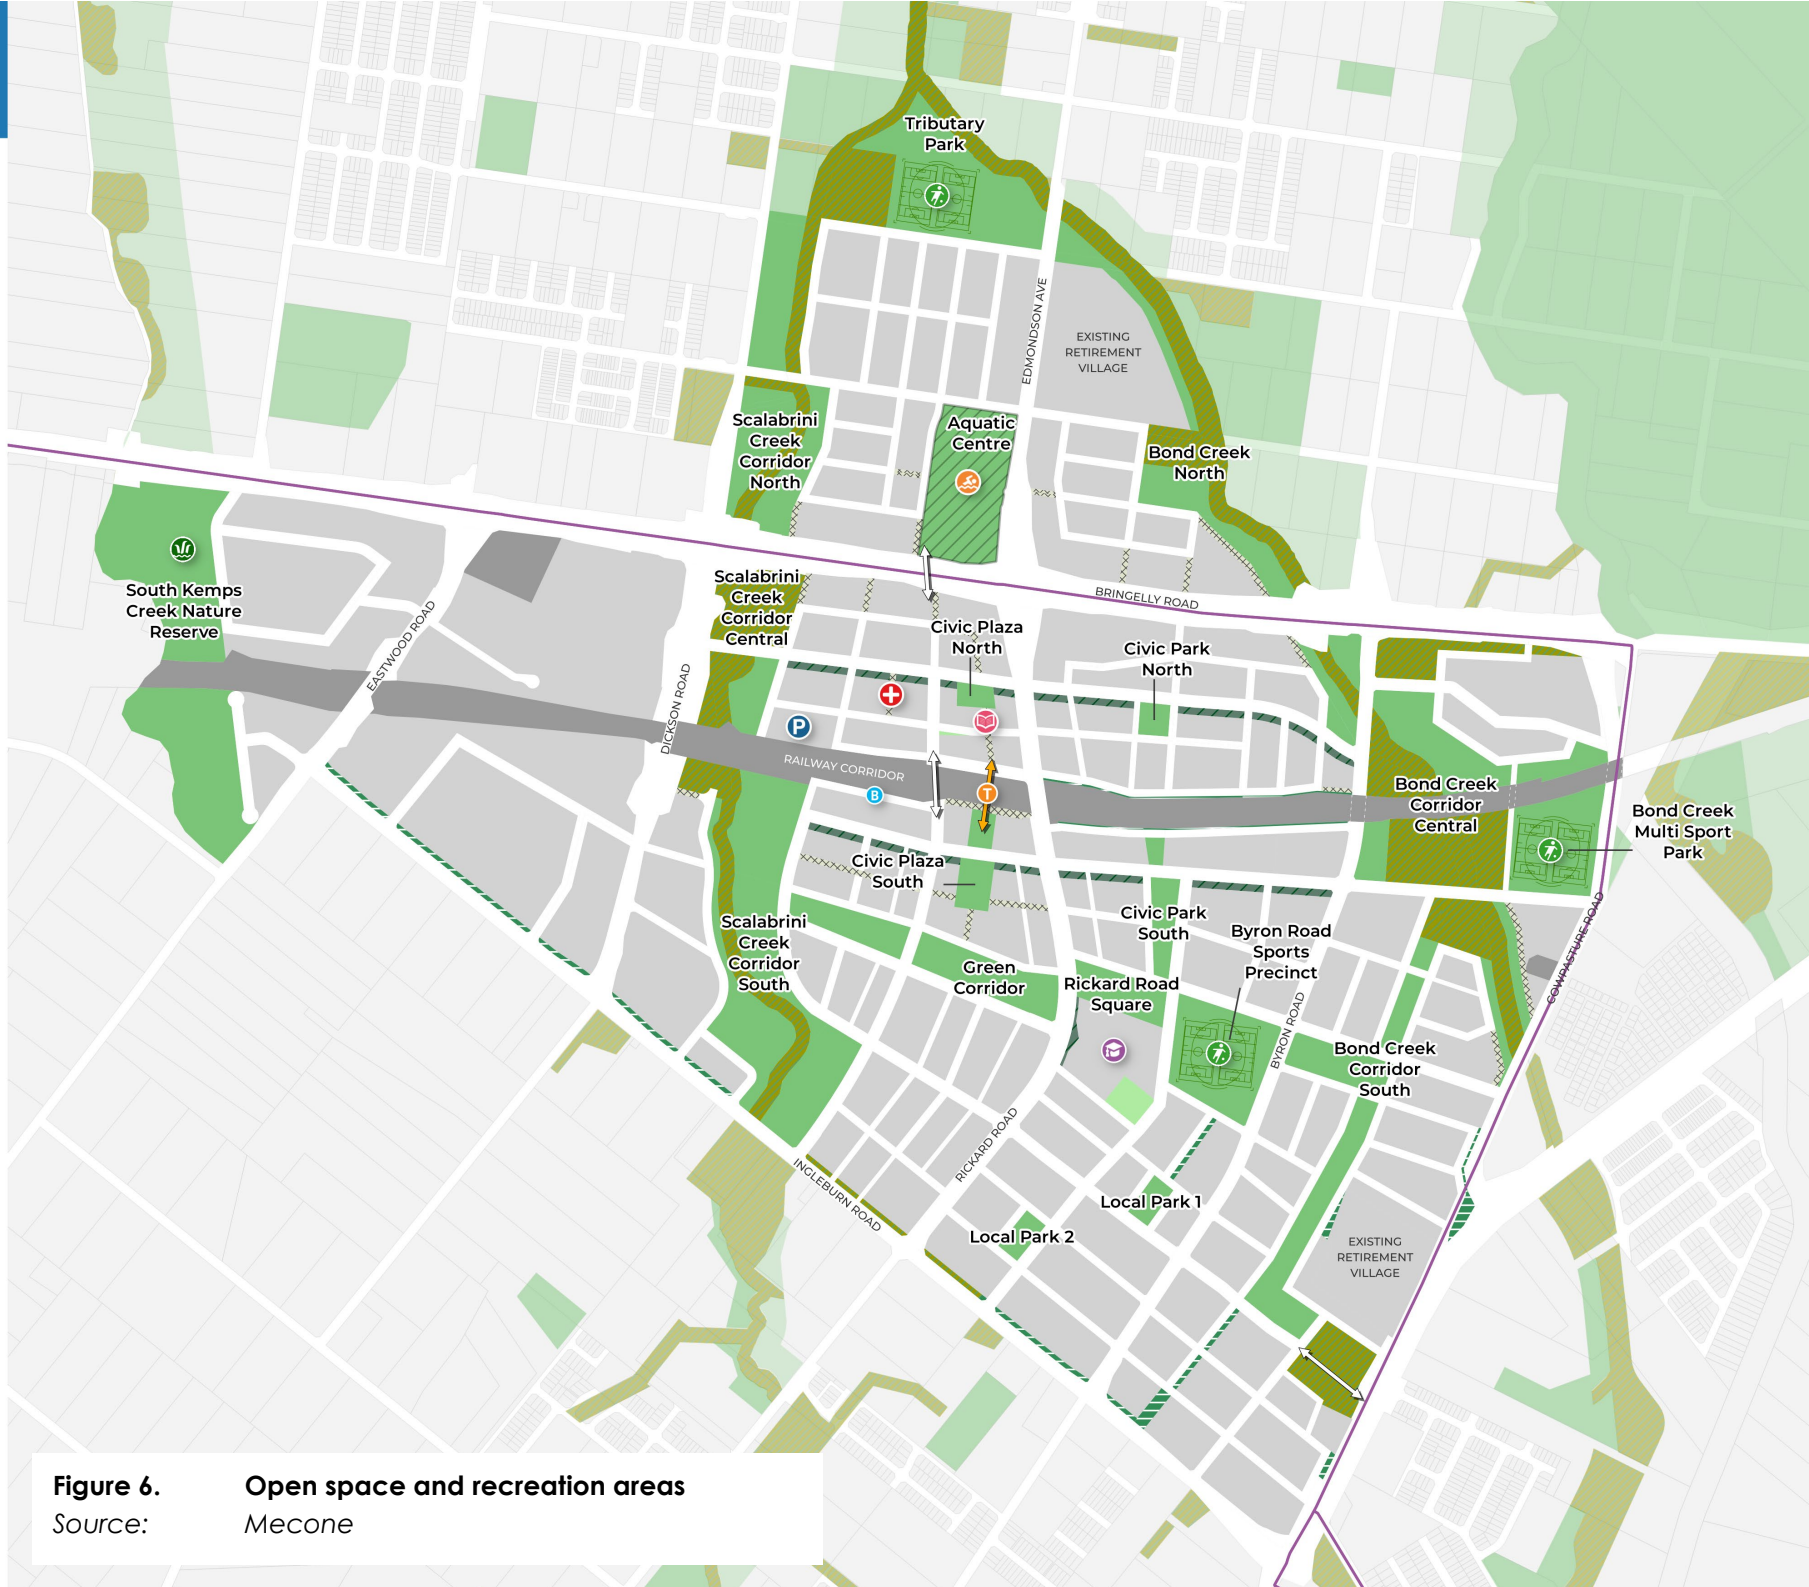 Tributary
Park
EDMONDSON AVE
EXISTING
RETIREMENT
VILLAGE
Scalabrini
Creek
Corridor
North
Aquatic
Centre
Bond Creek
North
South Kemps
Creek Nature
Reserve
EASTWOOD ROAD
Scalabrini
Creek
Corridor
Central
BRINGELLY ROAD
Civic Plaza
North
Civic Park
North
DICKSON ROAD
P
RAILWAY CORRIDOR
B
T
Bond Creek
Corridor
Central
Bond Creek
Multi Sport
Park
Civic Plaza
South
Scalabrini
Creek
Corridor
South
Green
Corridor
Civic Park
South
Rickard Road
Square
Byron Road
Sports
Precinct
BYRON ROAD
COWPASTURE ROAD
Bond Creek
Corridor
South
RICKARD ROAD
INGLEBURN ROAD
Local Park 1
Local Park 2
EXISTING
RETIREMENT
VILLAGE
Figure 6. Open space and recreation areas
Source: Mecone